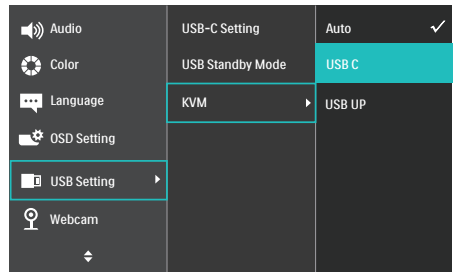 Audio
Color
Language
OSD Setting
USB Setting
Webcam
USB-C Setting
USB Standby Mode
KVM
Auto
USB C
USB UP